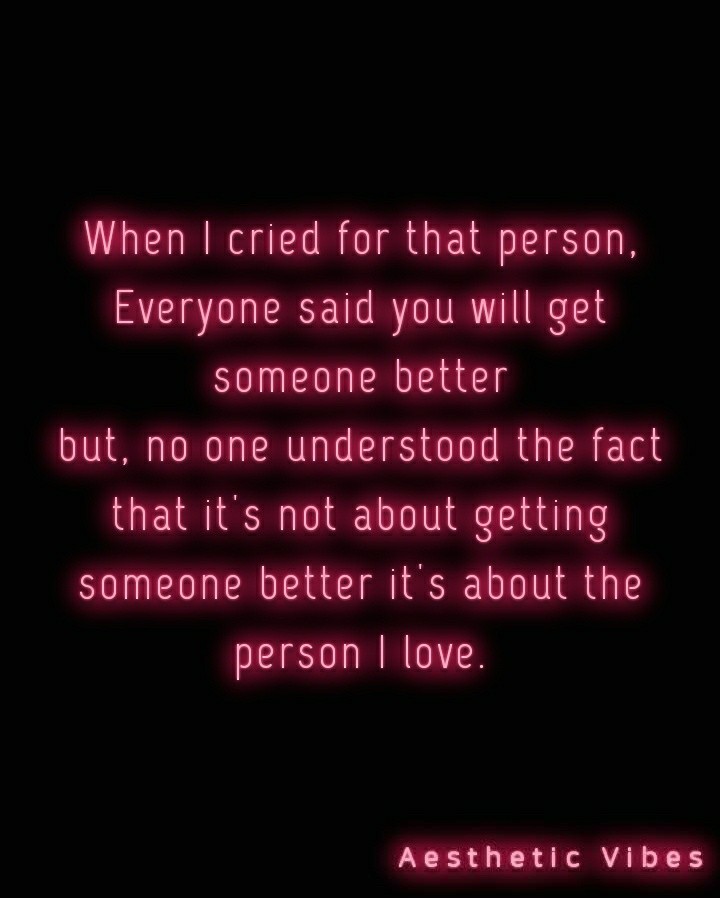 When I cried for that person,
Everyone said you will get
someone better
but, no one understood the fact
that it's not about getting
someone better it's about the
person I love.
Aesthetic Vibes